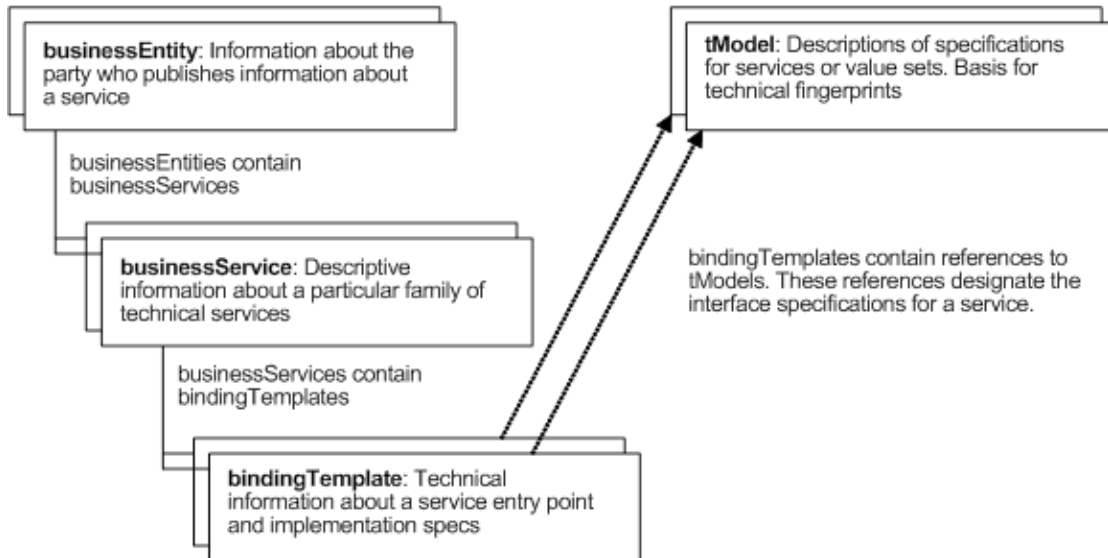 businessEntity: Information about the
party who publishes information about
a service
tModel: Descriptions of specifications
for services or value sets. Basis for
technical fingerprints
businessEntities contain
businessServices
businessService: Descriptive
information about a particular family of
technical services
bindingTemplates contain references to
tModels. These references designate the
interface specifications for a service.
businessServices contain
bindingTemplates
bindingTemplate: Technical
information about a service entry point
and implementation specs